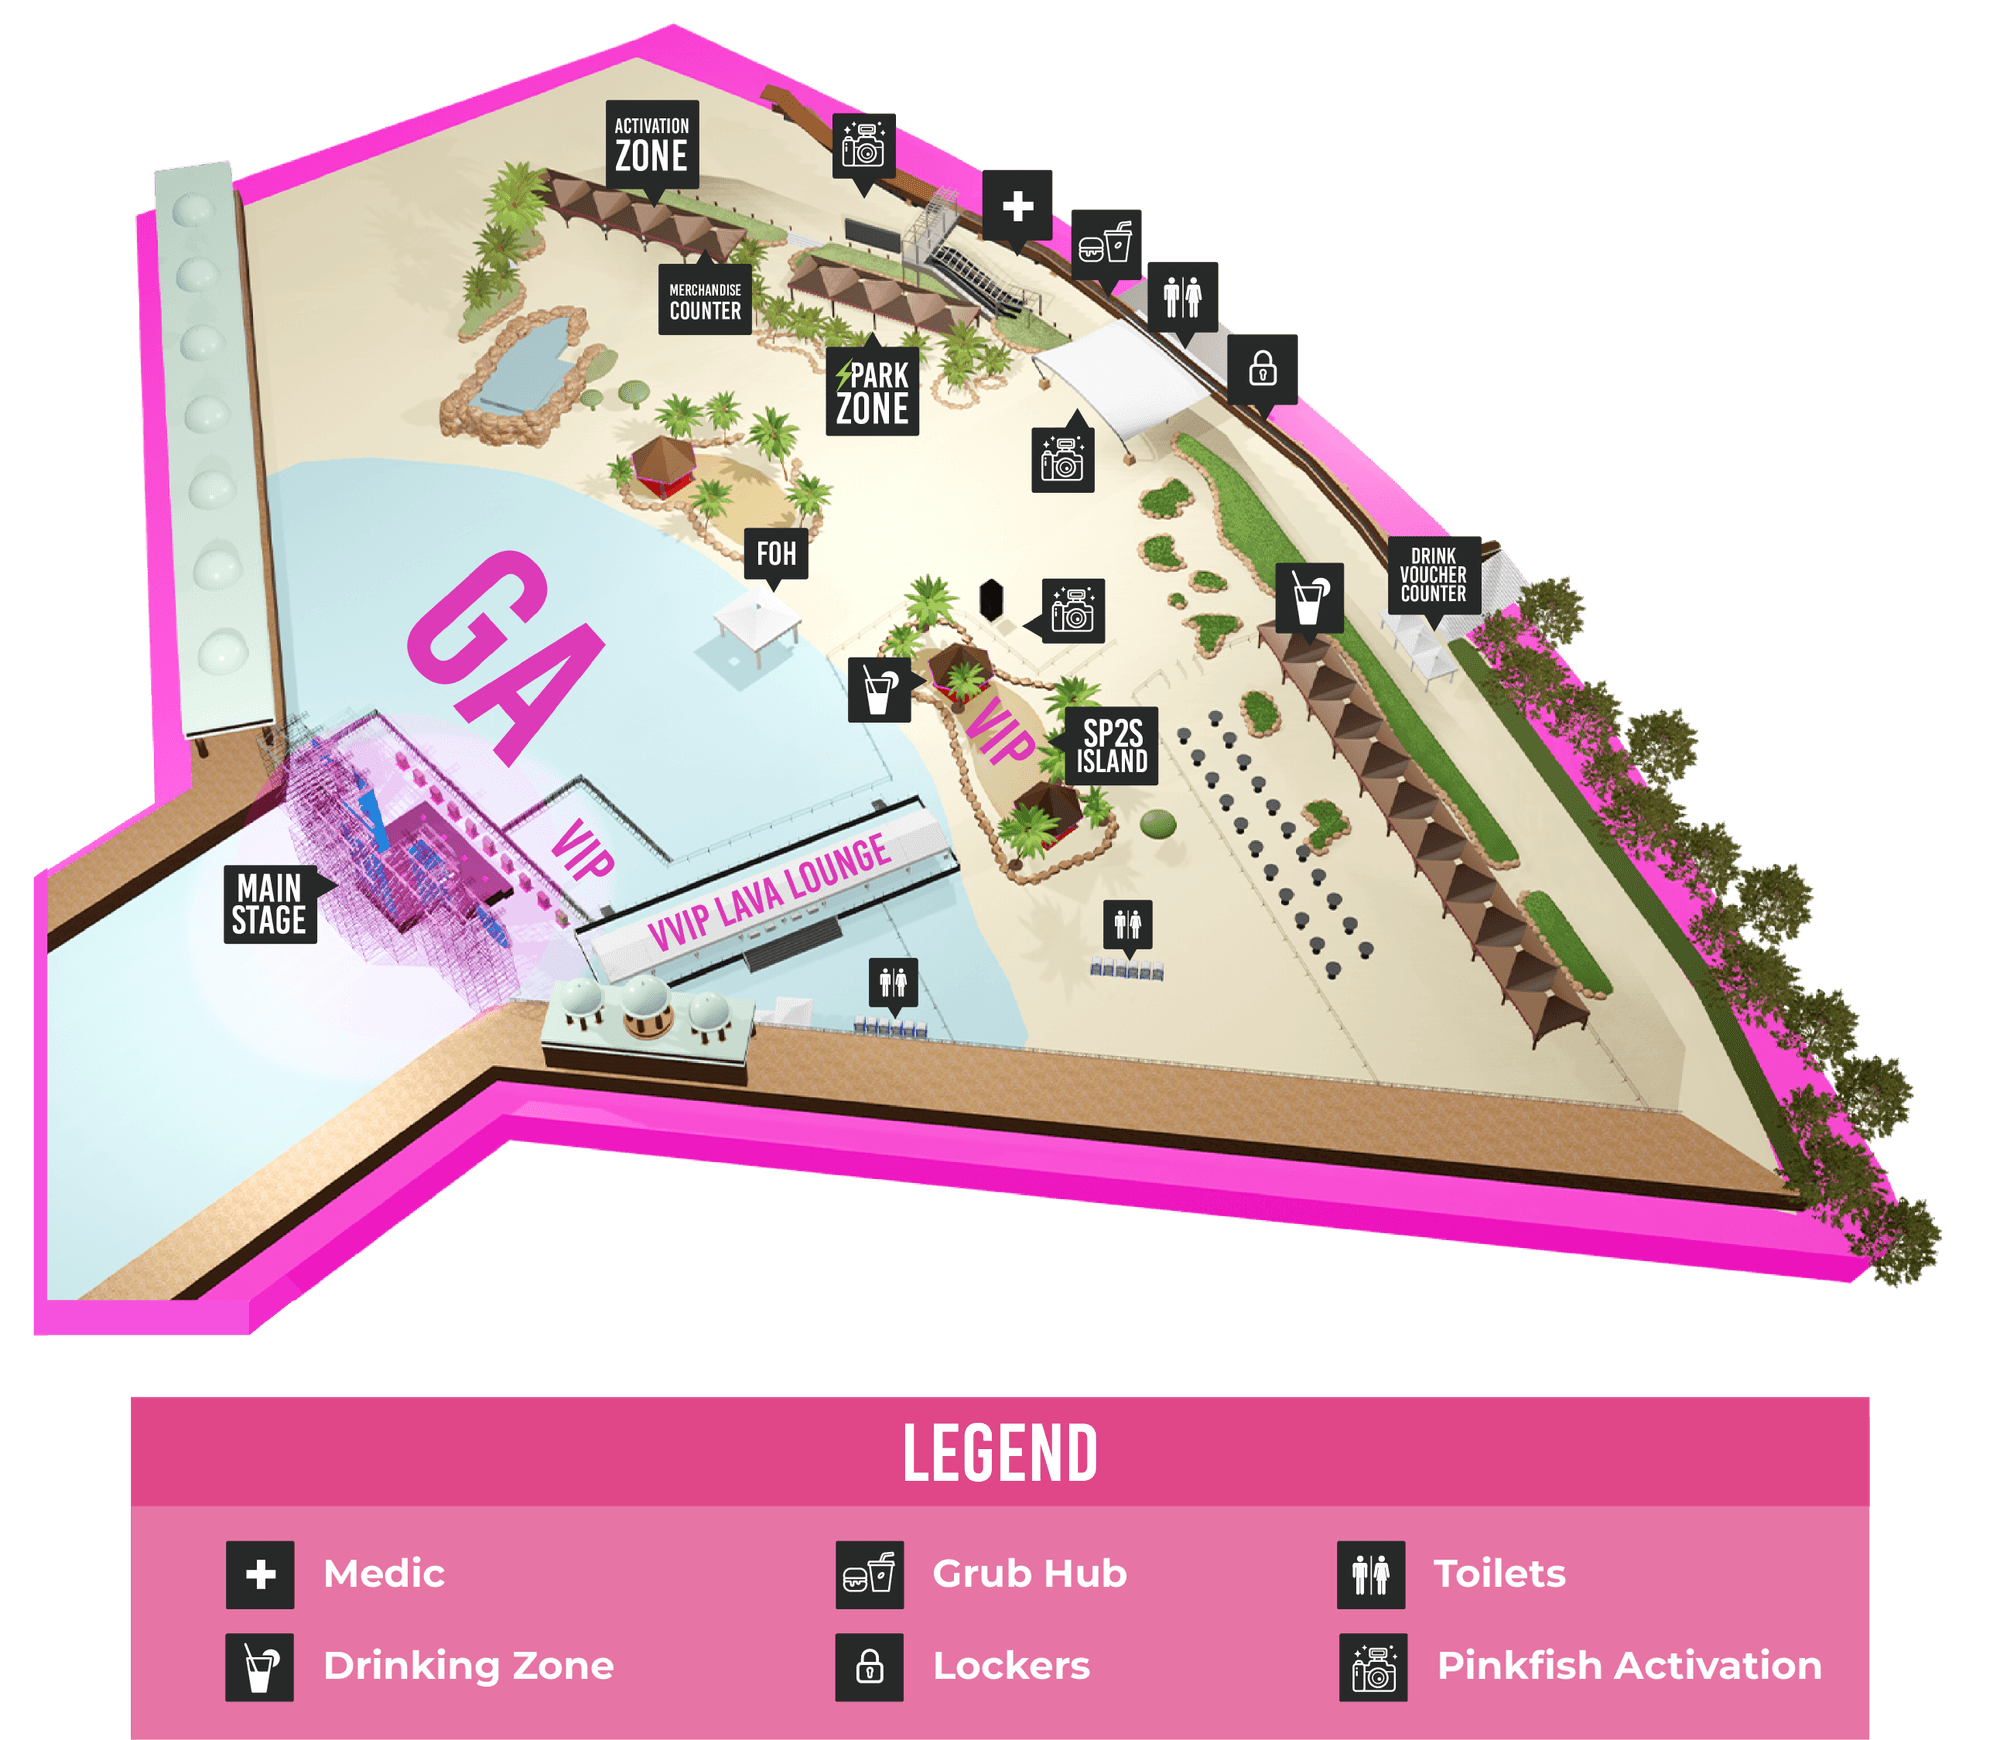 ACTIVATION
ZONE
MERCHANDISE
COUNTER
PARK
ZONE
FOH
DRINK
VOUCHER
COUNTER
GA
VIP
SP2S
ISLAND
VIP
VVIP LAVA LOUNGE
MAIN
STAGE
LEGEND
Medic
Grub Hub
Toilets
Drinking Zone
Lockers
Pinkfish Activation